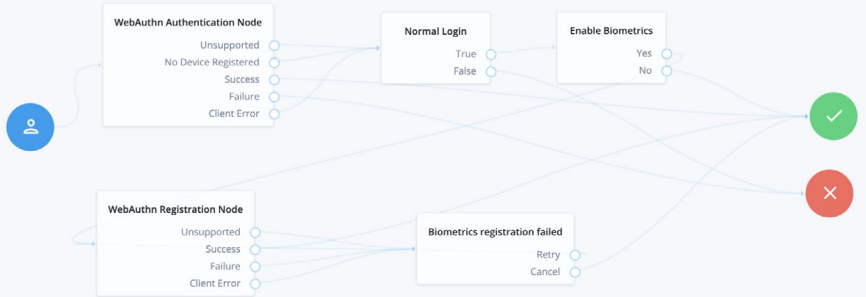 WebAuthn Authentication Node
Unsupported
No Device Registered
Success
Failure
Client Error
Normal Login
True
False
Enable Biometrics
Yes
No
WebAuthn Registration Node
Unsupported
Success
Failure
Client Error
Biometrics registration failed
Retry
Cancel